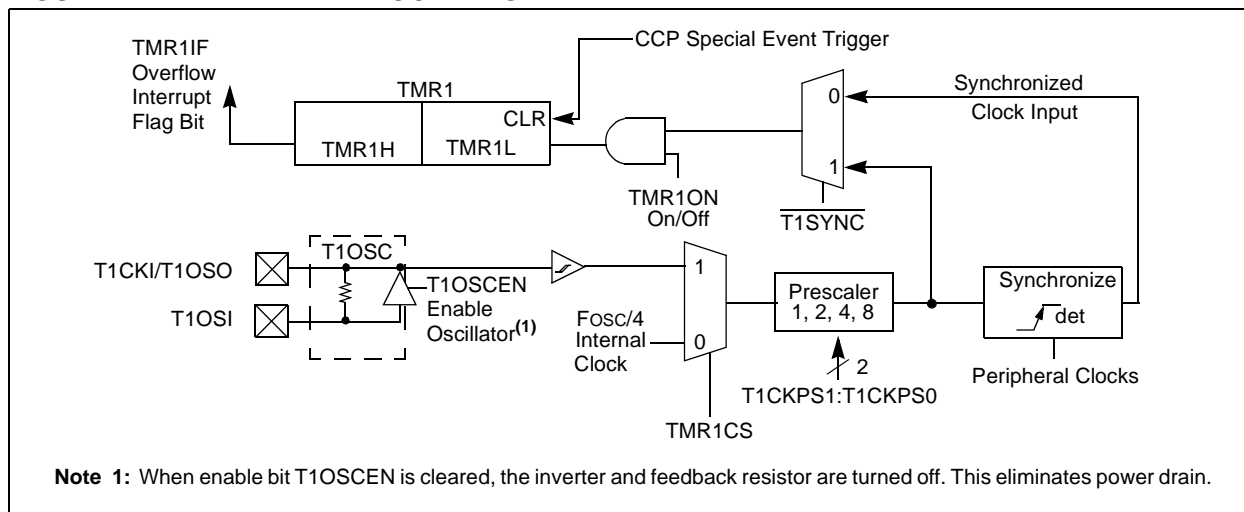 TMR1IF
Overflow
Interrupt
Flag Bit
CCP Special Event Trigger
TMR1
CLR
TMR1H
TMR1L
TMR1ON
On/Off
0
1
T1SYNC
Synchronized
Clock Input
T1CKI/T1OSO
T1OSI
T1OSC
T1OSCEN
Enable
Oscillator(1)
FOSC/4
Internal
Clock
1
0
TMR1CS
Prescaler
1, 2, 4, 8
2
T1CKPS1:T1CKPS0
Synchronize
det
Peripheral Clocks
Note 1: When enable bit T1OSCEN is cleared, the inverter and feedback resistor are turned off. This eliminates power drain.